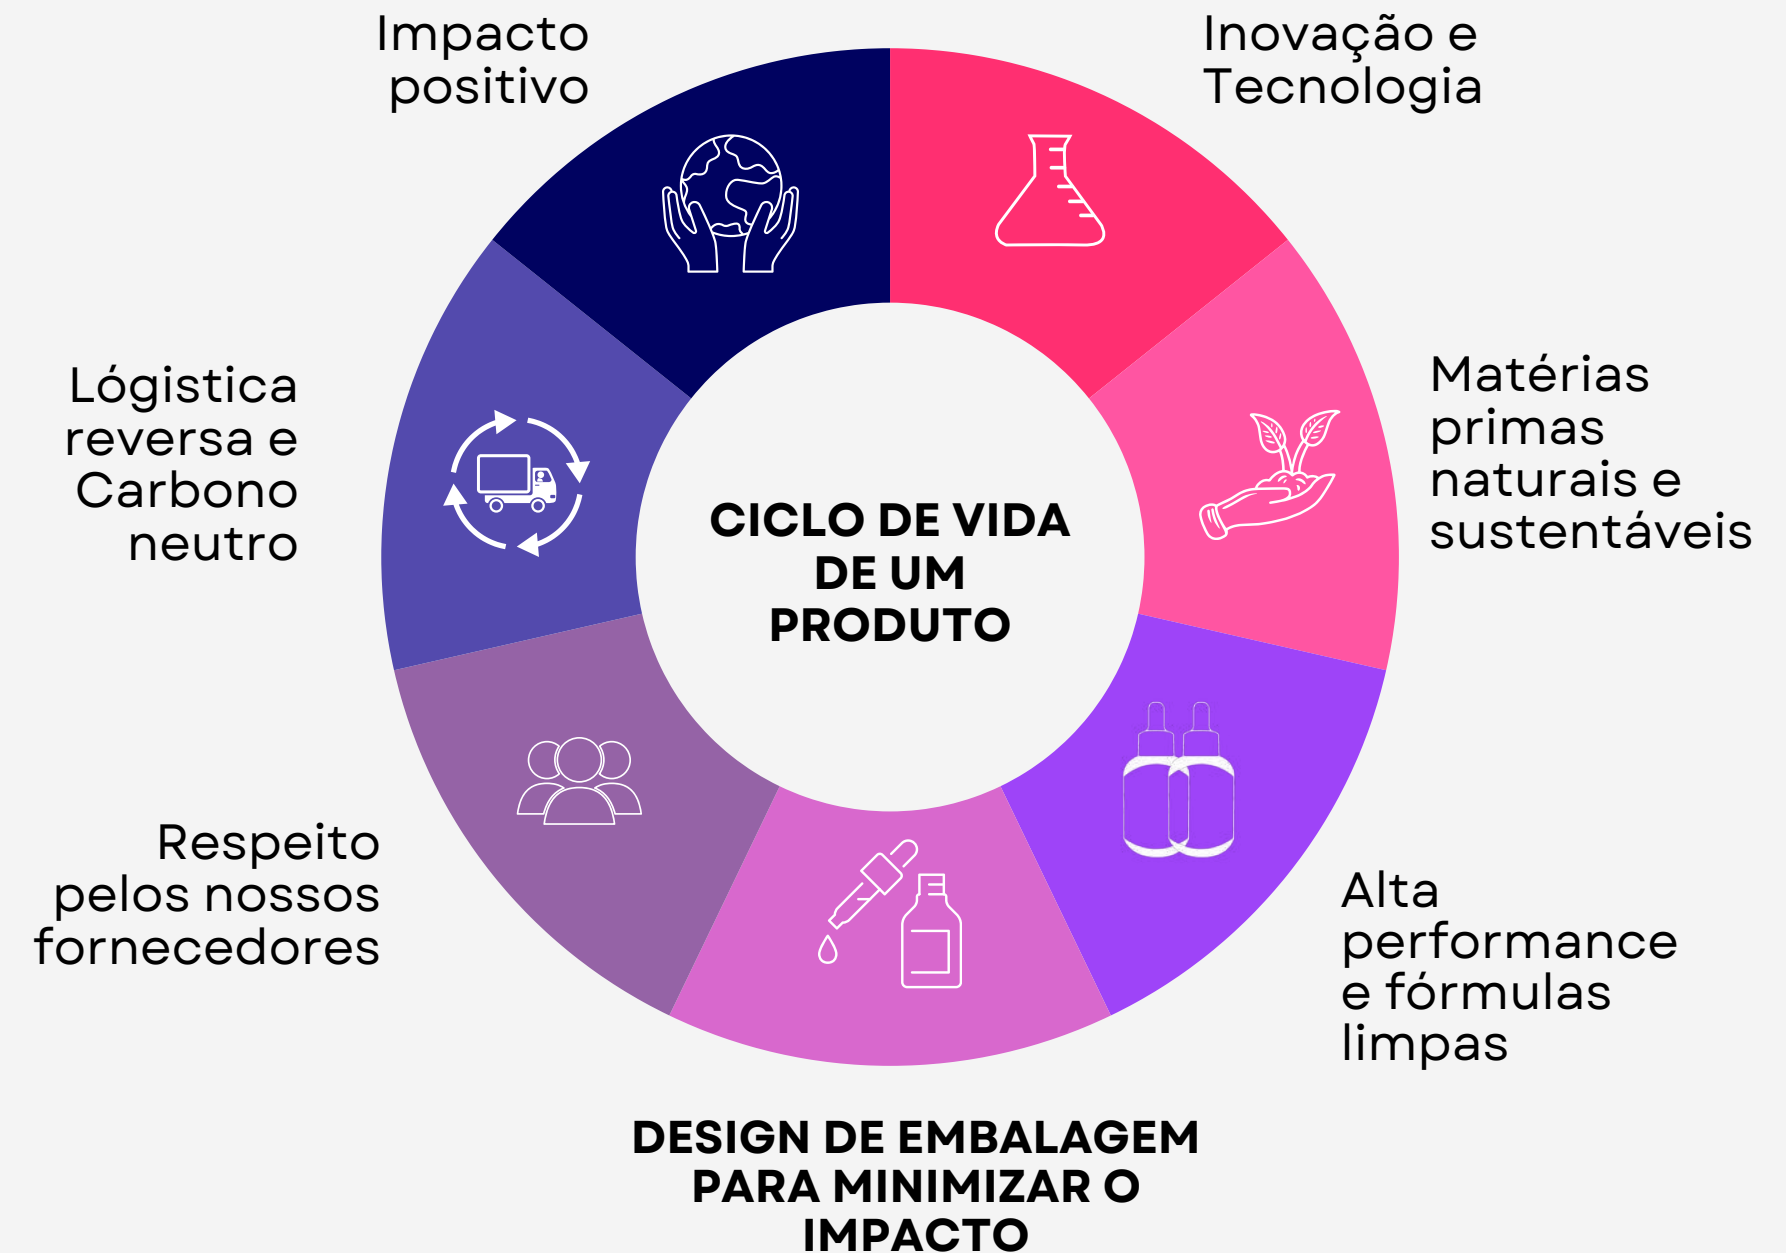 Impacto
positivo
Inovação e
Tecnologia
Matérias
primas
naturais e
sustentáveis
Alta
performance
e fórmulas
limpas
DESIGN DE EMBALAGEM
PARA MINIMIZAR O
IMPACTO
Respeito
pelos nossos
fornecedores
Lógistica
reversa e
Carbono
neutro
CICLO DE VIDA
DE UM
PRODUTO